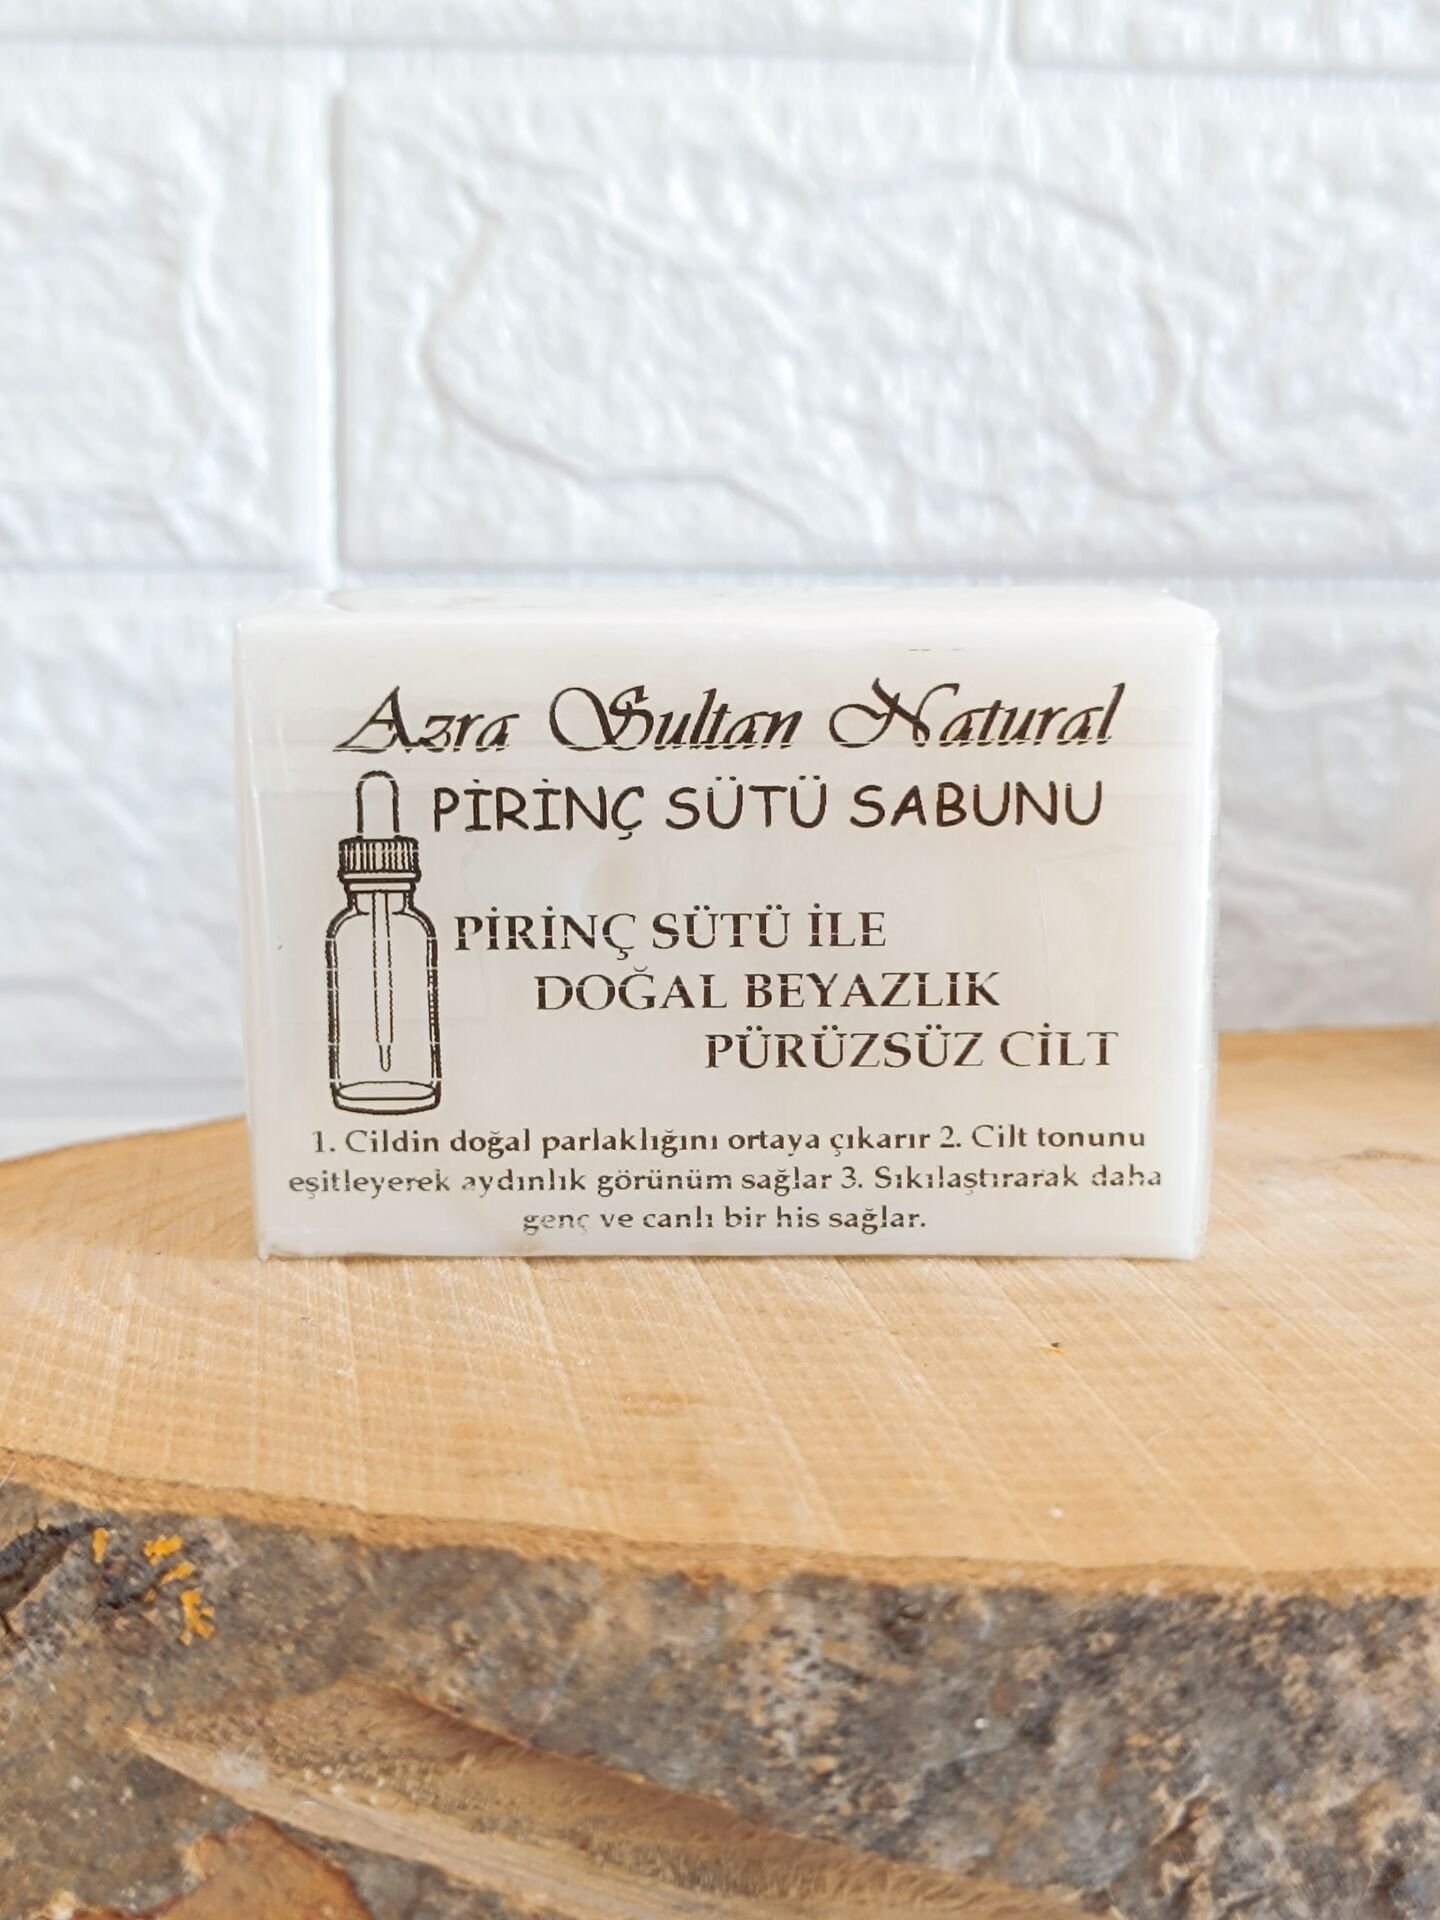 Azra Sultan Natural
PİRİNÇ SÜTÜ SABUNU
PİRİNÇ SÜTÜ İLE
DOĞAL BEYAZLIK
PÜRÜZSÜZ CİLT
1. Cildin doğal parlaklığını ortaya çıkarır 2. Cilt tonunu
eşitleyerek aydınlık görünüm sağlar 3. Sıkılaştırarak daha
genç ve canlı bir his sağlar.